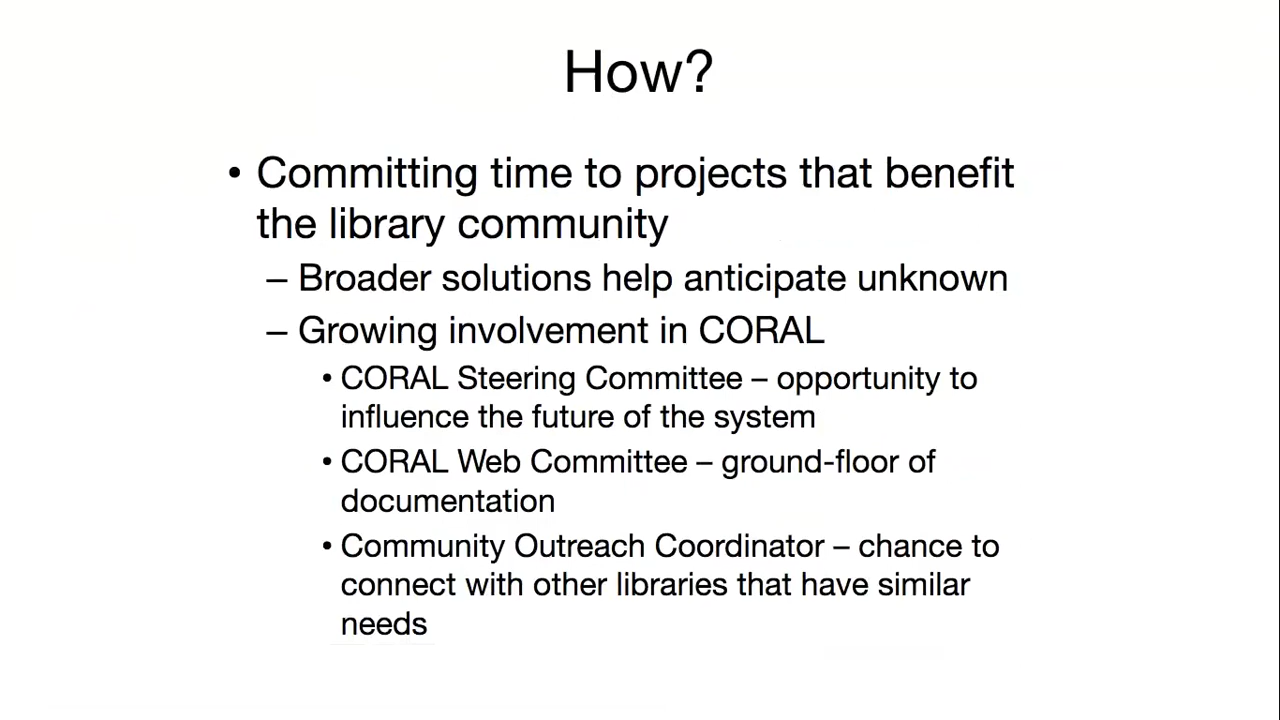 How?
• Committing time to projects that benefit
the library community
– Broader solutions help anticipate unknown
– Growing involvement in CORAL
• CORAL Steering Committee – opportunity to
influence the future of the system
• CORAL Web Committee – ground-floor of
documentation
• Community Outreach Coordinator – chance to
connect with other libraries that have similar
needs